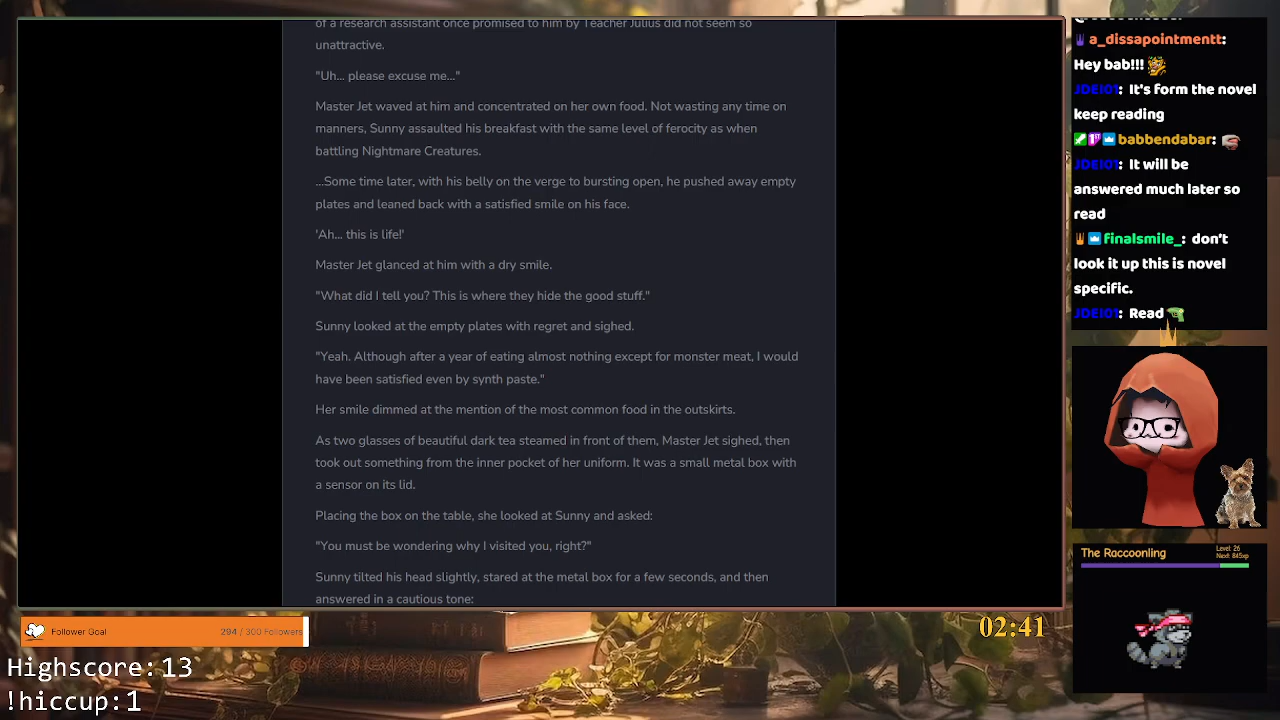 of a research assistant once promised to him by Teacher Julius did not seem so
unattractive.
"Uh... please excuse me..."
Master Jet waved at him and concentrated on her own food. Not wasting any time on
manners, Sunny assaulted his breakfast with the same level of ferocity as when
battling Nightmare Creatures.
...Some time later, with his belly on the verge to bursting open, he pushed away empty
plates and leaned back with a satisfied smile on his face.
'Ah... this is life!'
Master Jet glanced at him with a dry smile.
"What did I tell you? This is where they hide the good stuff."
Sunny looked at the empty plates with regret and sighed.
"Yeah. Although after a year of eating almost nothing except for monster meat, I would
have been satisfied even by synth paste."
Her smile dimmed at the mention of the most common food in the outskirts.
As two glasses of beautiful dark tea steamed in front of them, Master Jet sighed, then
took out something from the inner pocket of her uniform. It was a small metal box with
a sensor on its lid.
Placing the box on the table, she looked at Sunny and asked:
"You must be wondering why I visited you, right?"
Sunny tilted his head slightly, stared at the metal box for a few seconds, and then
answered in a cautious tone:
a_dissapointmentt:
Hey bab!!!
JDEI01: It's form the novel
keep reading
babbendabar:
JDEI01: It will be
answered much later so
read
finalsmile_: don't
look it up this is novel
specific.
JDEI01: Read
The Raccoonling
Level: 26
Next: 845xp
Follower Goal
294 / 300 Followers
02:41
Highscore:13
!hiccup:1